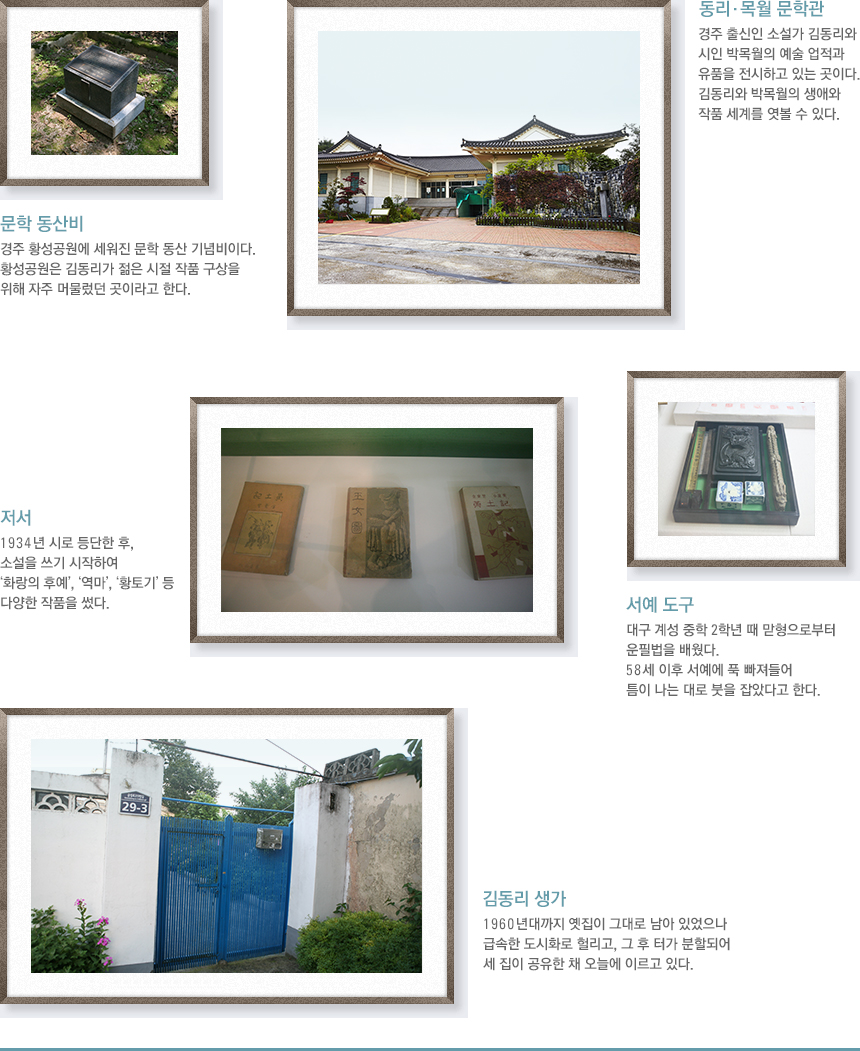 동리·목월 문학관
경주 출신인 소설가 김동리와
시인 박목월의 예술 업적과
유품을 전시하고 있는 곳이다.
김동리와 박목월의 생애와
작품 세계를 엿볼 수 있다.
문학 동산비
경주 황성공원에 세워진 문학 동산 기념비이다.
황성공원은 김동리가 젊은 시절 작품 구상을
위해 자주 머물렀던 곳이라고 한다.
저서
1934년 시로 등단한 후,
소설을 쓰기 시작하여
‘화랑의 후예’, ‘역마’, ‘황토기’ 등
다양한 작품을 썼다.
서예 도구
대구 계성 중학 2학년 때 맏형으로부터
운필법을 배웠다.
58세 이후 서예에 푹 빠져들어
틈이 나는 대로 붓을 잡았다고 한다.
29-3
김동리 생가
1960년대까지 옛집이 그대로 남아 있었으나
급속한 도시화로 헐리고, 그 후 터가 분할되어
세 집이 공유한 채 오늘에 이르고 있다.